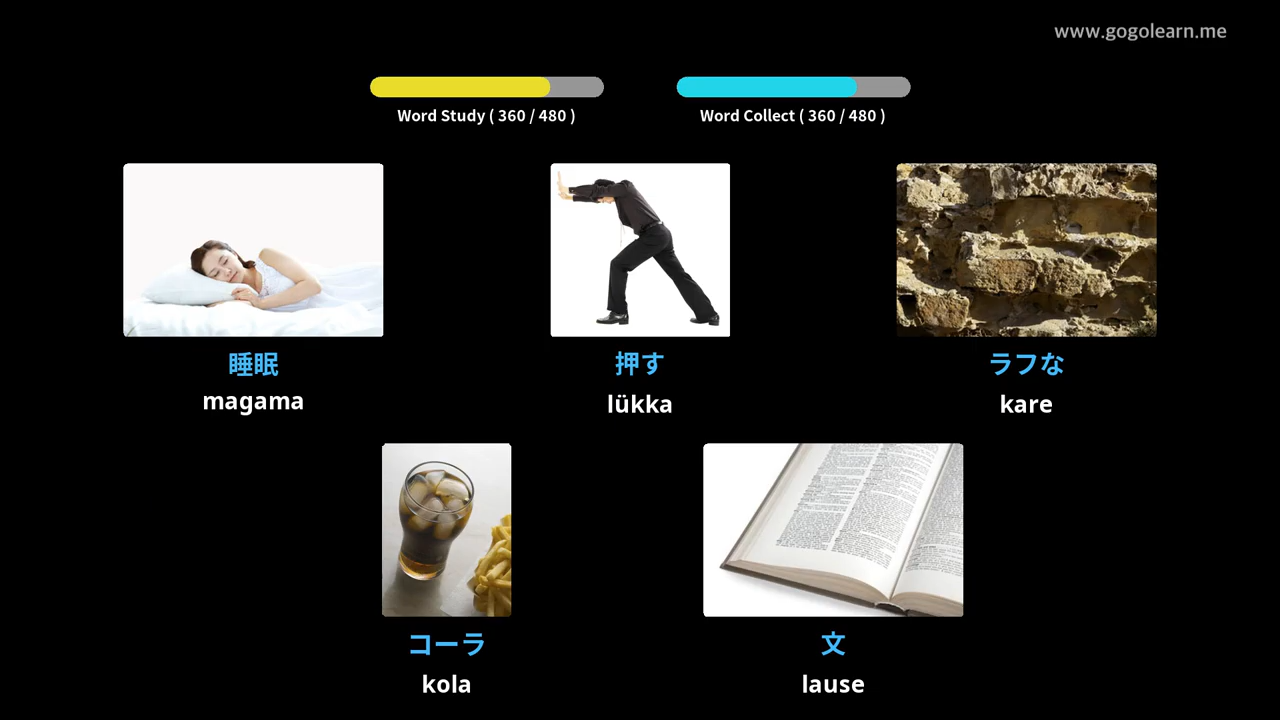 www.gogolearn.me
Word Study ( 360 / 480 )
Word Collect ( 360 / 480 )
睡眠
magama
押す
lükka
ラフな
kare
コーラ
kola
文
lause